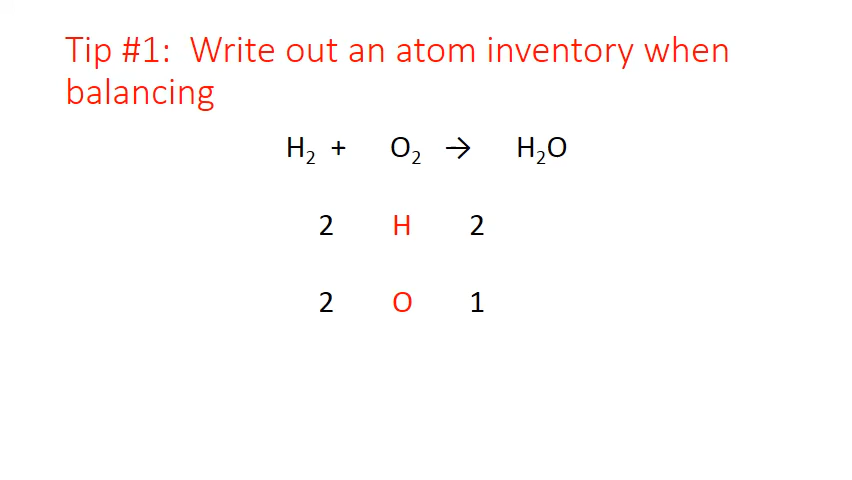 Tip #1:  Write out an atom inventory when
balancing
H₂ + O₂ → H₂O
2 H 2
2 O 1